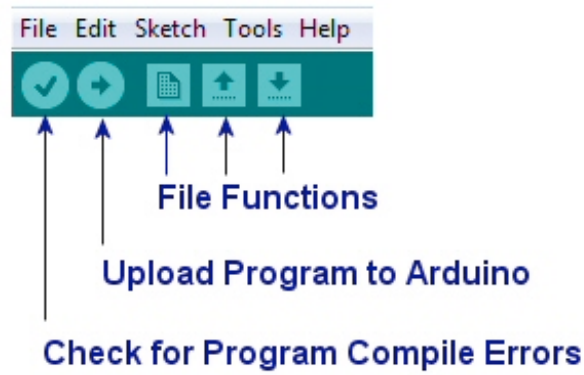 File Edit Sketch Tools Help
File Functions
Upload Program to Arduino
Check for Program Compile Errors